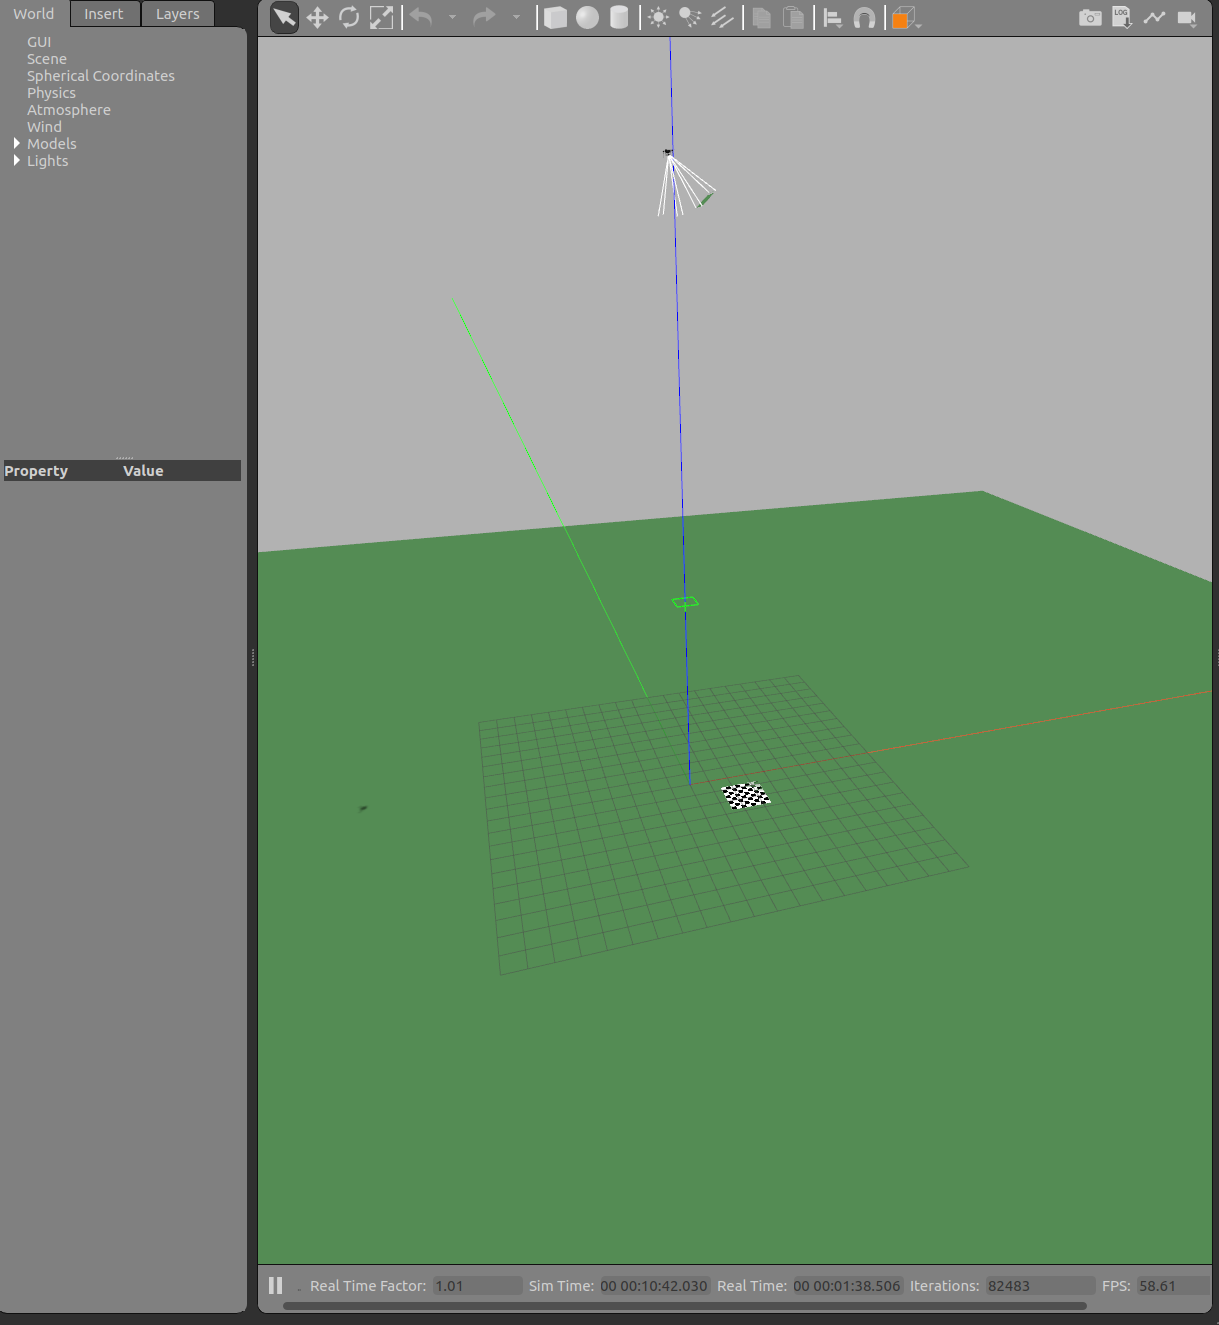 World Insert Layers
GUI
Scene
Spherical Coordinates
Physics
Atmosphere
Wind
Models
Lights
Property Value
LOG
Real Time Factor: 1.01 Sim Time: 00 00:10:42.030 Real Time: 00 00:01:38.506 Iterations: 82483 FPS: 58.61